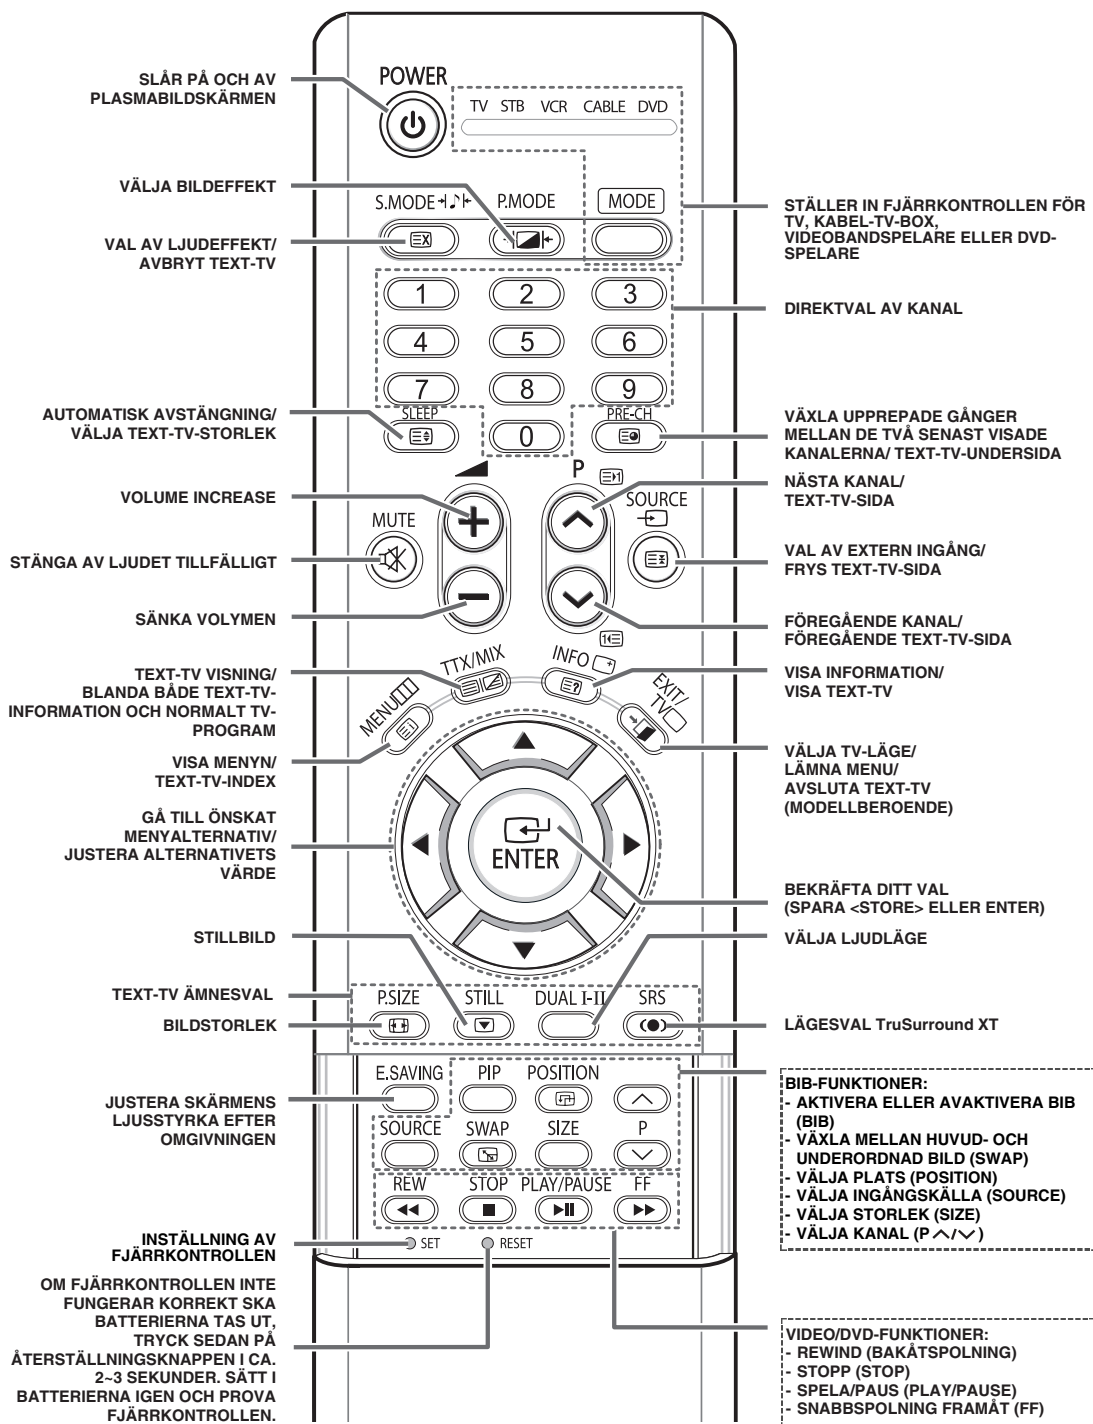 SLÅR PÅ OCH AV
PLASMABILDSKÄRMEN
VÄLJA BILDEFFEKT
VAL AV LJUDEFFEKT/
AVBRYT TEXT-TV
AUTOMATISK AVSTÄNGNING/
VÄLJA TEXT-TV-STORLEK
VOLUME INCREASE
STÄNGA AV LJUDET TILLFÄLLIGT
SÄNKA VOLYMEN
TEXT-TV VISNING/
BLANDA BÅDE TEXT-TV-
INFORMATION OCH NORMALT TV-
PROGRAM
VISA MENYN/
TEXT-TV-INDEX
GÅ TILL ÖNSKAT
MENYALTERNATIV/
JUSTERA ALTERNATIVETS
VÄRDE
STILLBILD
TEXT-TV ÄMNESVAL
BILDSTORLEK
JUSTERA SKÄRMENS
LJUSSTYRKA EFTER
OMGIVNINGEN
INSTÄLLNING AV
FJÄRRKONTROLLEN
OM FJÄRRKONTROLLEN INTE
FUNGERAR KORREKT SKA
BATTERIERNA TAS UT,
TRYCK SEDAN PÅ
ÅTERSTÄLLNINGSKNAPPEN I CA.
2~3 SEKUNDER. SÄTT I
BATTERIERNA IGEN OCH PROVA
FJÄRRKONTROLLEN.
POWER
TV STB VCR CABLE DVD
S.MODE P.MODE MODE
1 2 3
4 5 6
7 8 9
SLEEP 0 PRE-CH
P
SOURCE
MUTE
TTX/MIX
INFO
MENU
EXIT/
TV
ENTER
P.SIZE STILL DUAL I-II SRS
E.SAVING PIP POSITION
SOURCE SWAP SIZE P
REW STOP PLAY/PAUSE FF
SET RESET
STÄLLER IN FJÄRRKONTROLLEN FÖR
TV, KABEL-TV-BOX,
VIDEOBANDSPELARE ELLER DVD-
SPELARE
DIREKTVAL AV KANAL
VÄXLA UPPREPADE GÅNGER
MELLAN DE TVÅ SENAST VISADE
KANALERNA/ TEXT-TV-UNDERSIDA
NÄSTA KANAL/
TEXT-TV-SIDA
VAL AV EXTERN INGÅNG/
FRYS TEXT-TV-SIDA
FÖREGÅENDE KANAL/
FÖREGÅENDE TEXT-TV-SIDA
VISA INFORMATION/
VISA TEXT-TV
VÄLJA TV-LÄGE/
LÄMNA MENU/
AVSLUTA TEXT-TV
(MODELLBEROENDE)
BEKRÄFTA DITT VAL
(SPARA <STORE> ELLER ENTER)
VÄLJA LJUDLÄGE
LÄGESVAL TruSurround XT
BIB-FUNKTIONER:
- AKTIVERA ELLER AVAKTIVERA BIB
(BIB)
- VÄXLA MELLAN HUVUD- OCH
UNDERORDNAD BILD (SWAP)
- VÄLJA PLATS (POSITION)
- VÄLJA INGÅNGSKÄLLA (SOURCE)
- VÄLJA STORLEK (SIZE)
- VÄLJA KANAL (P / )
VIDEO/DVD-FUNKTIONER:
- REWIND (BAKÅTSPOLNING)
- STOPP (STOP)
- SPELA/PAUS (PLAY/PAUSE)
- SNABBSPOLNING FRAMÅT (FF)